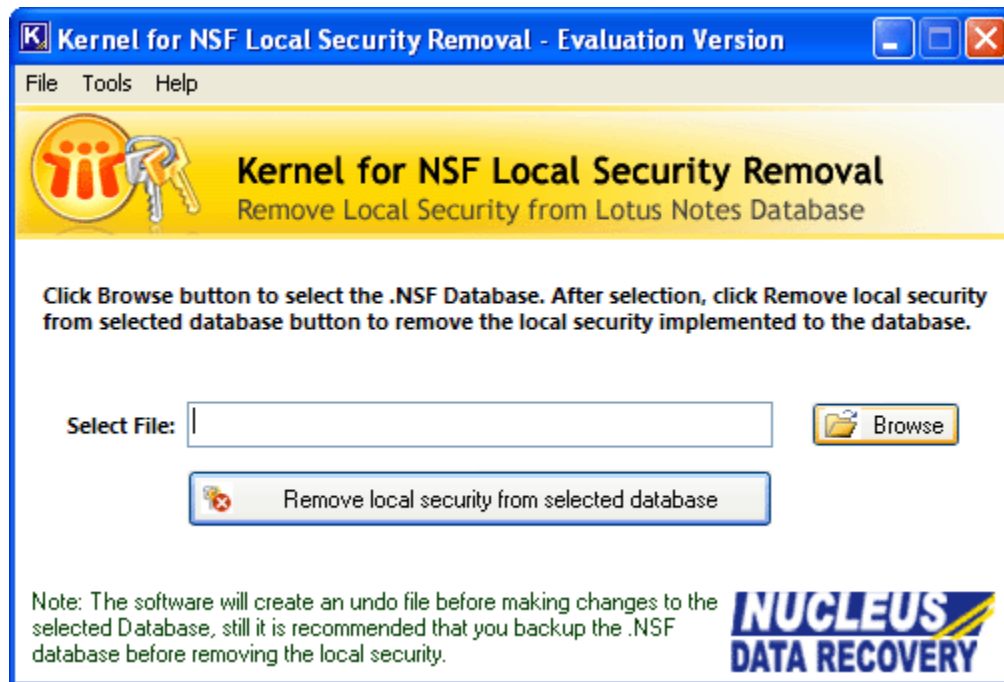 K Kernel for NSF Local Security Removal - Evaluation Version
File Tools Help
Kernel for NSF Local Security Removal
Remove Local Security from Lotus Notes Database
Click Browse button to select the .NSF Database. After selection, click Remove local security
from selected database button to remove the local security implemented to the database.
Select File:
Browse
Remove local security from selected database
Note: The software will create an undo file before making changes to the
selected Database, still it is recommended that you backup the .NSF
database before removing the local security.
NUCLEUS
DATA RECOVERY